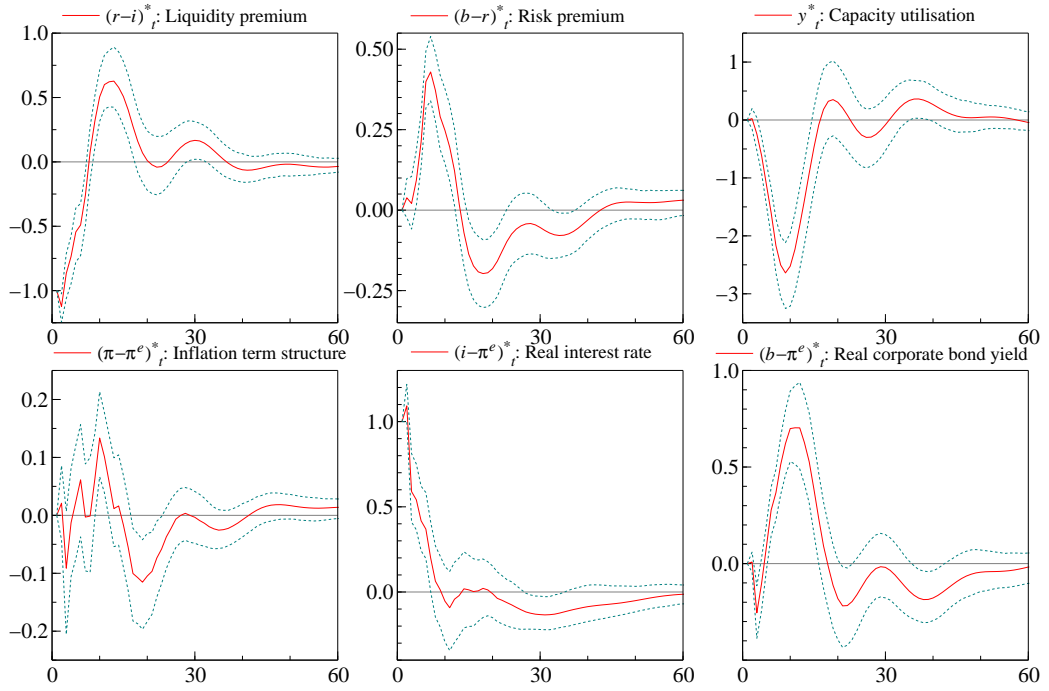 (r−i)*t: Liquidity premium
1.0
0.5
0.0
−0.5
−1.0
0 30 60
(b−r)*t: Risk premium
0.50
0.25
0.00
−0.25
0 30 60
y*t: Capacity utilisation
1
0
−1
−2
−3
0 30 60
(π−πe)*t: Inflation term structure
0.2
0.1
0.0
−0.1
−0.2
0 30 60
(i−πe)*t: Real interest rate
1.0
0.5
0.0
0 30 60
(b−πe)*t: Real corporate bond yield
1.0
0.5
0.0
−0.5
0 30 60